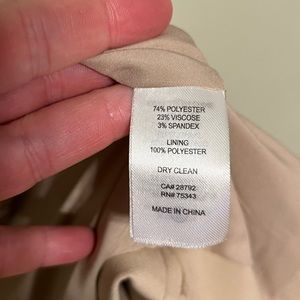 74% POLYESTER
23% VISCOSE
3% SPANDEX
LINING
100% POLYESTER
DRY CLEAN
CA# 28792
RN# 75343
MADE IN CHINA